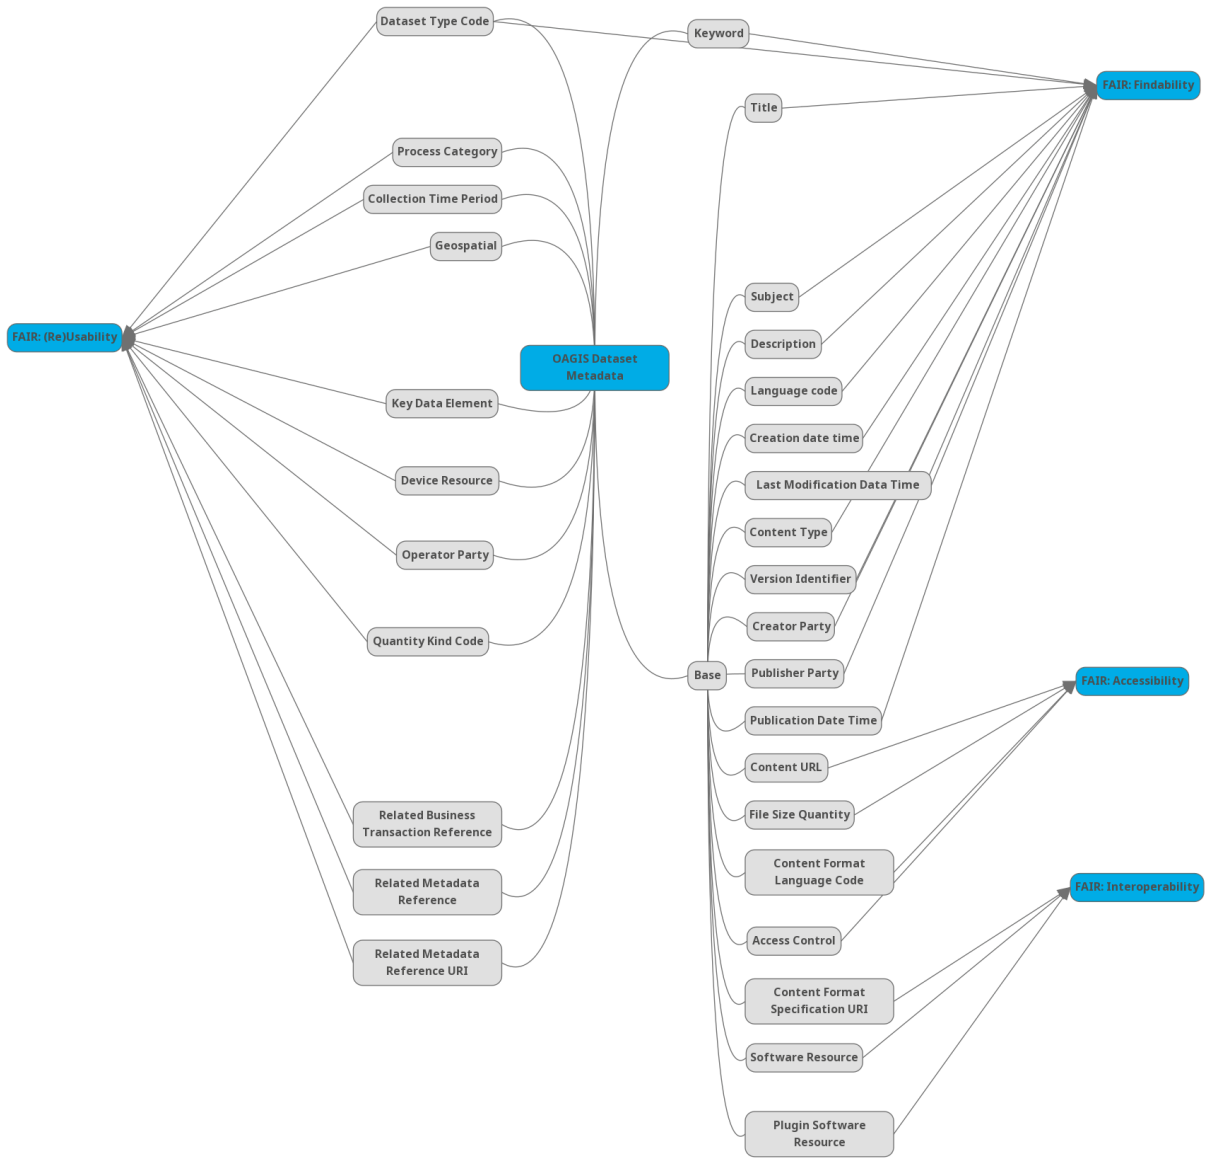 Dataset Type Code
Keyword
FAIR: Findability
Title
Process Category
Collection Time Period
Geospatial
Subject
FAIR: (Re)Usability
Description
OAGIS Dataset
Metadata
Language code
Key Data Element
Creation date time
Device Resource
Last Modification Data Time
Content Type
Operator Party
Version Identifier
Creator Party
Quantity Kind Code
Base
Publisher Party
FAIR: Accessibility
Publication Date Time
Content URL
File Size Quantity
Related Business
Transaction Reference
Content Format
Language Code
Related Metadata
Reference
FAIR: Interoperability
Access Control
Related Metadata
Reference URI
Content Format
Specification URI
Software Resource
Plugin Software
Resource